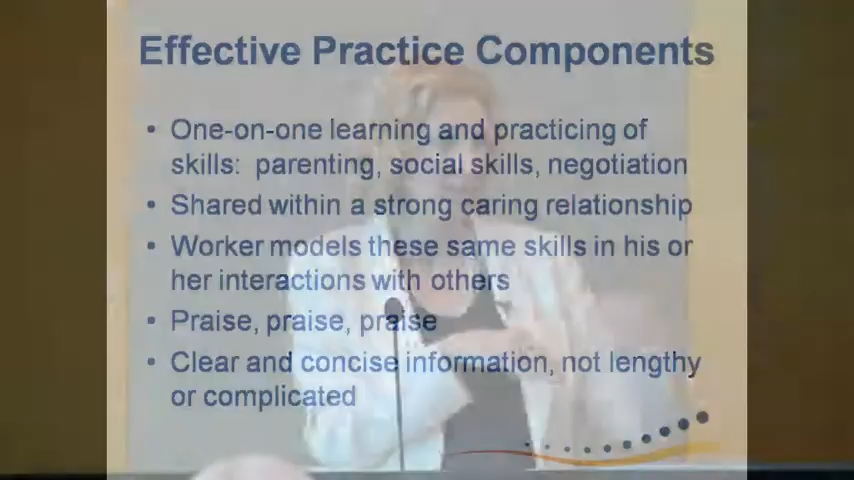 Effective Practice Components
• One-on-one learning and practicing of
skills: parenting, social skills, negotiation
• Shared within a strong caring relationship
• Worker models these same skills in his or
her interactions with others
• Praise, praise, praise
• Clear and concise information, not lengthy
or complicated